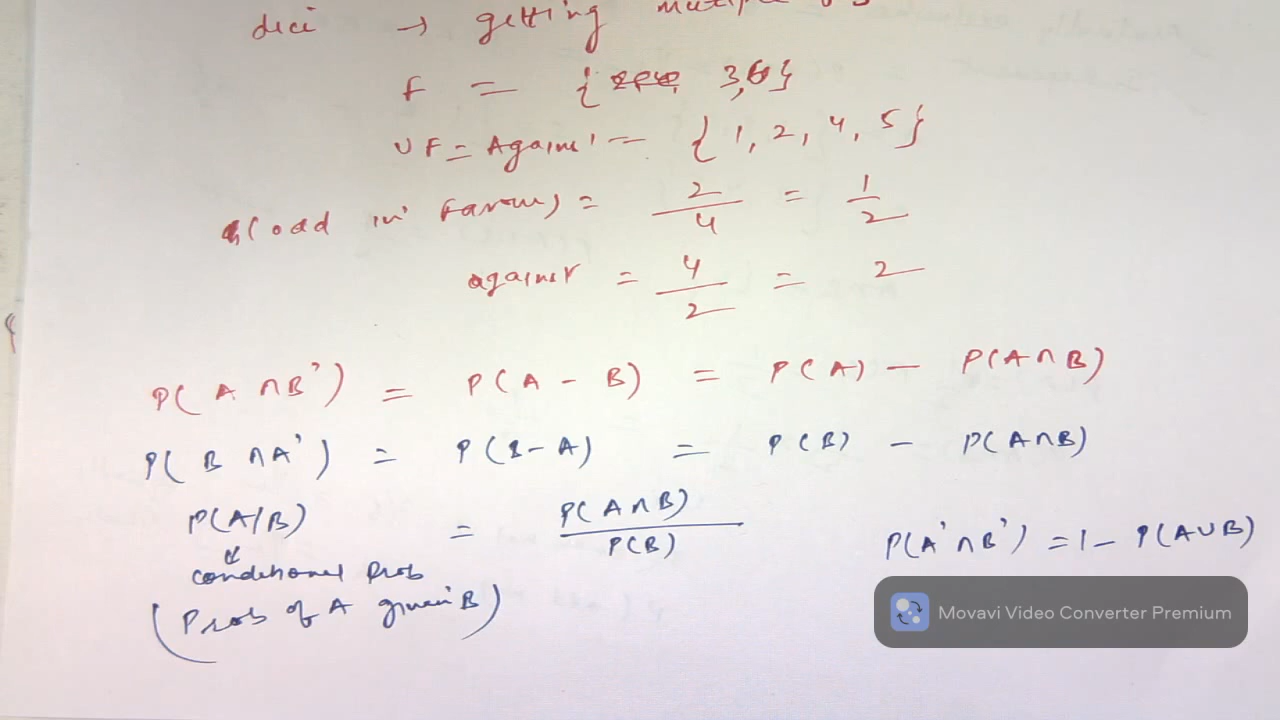 dice → getting multiple
F = { 3,6}
UF = Against = { 1, 2, 4, 5}
(odd in favour) = 2/4 = 1/2
against = 4/2 = 2
P(A ∩ B') = P(A - B) = P(A) - P(A ∩ B)
P(B ∩ A') = P(B - A) = P(B) - P(A∩B)
P(A/B) = P(A∩B)/P(B)
P(A' ∩ B') = 1 - P(A∪B)
conditional Prob
(Prob of A given B)
Movavi Video Converter Premium